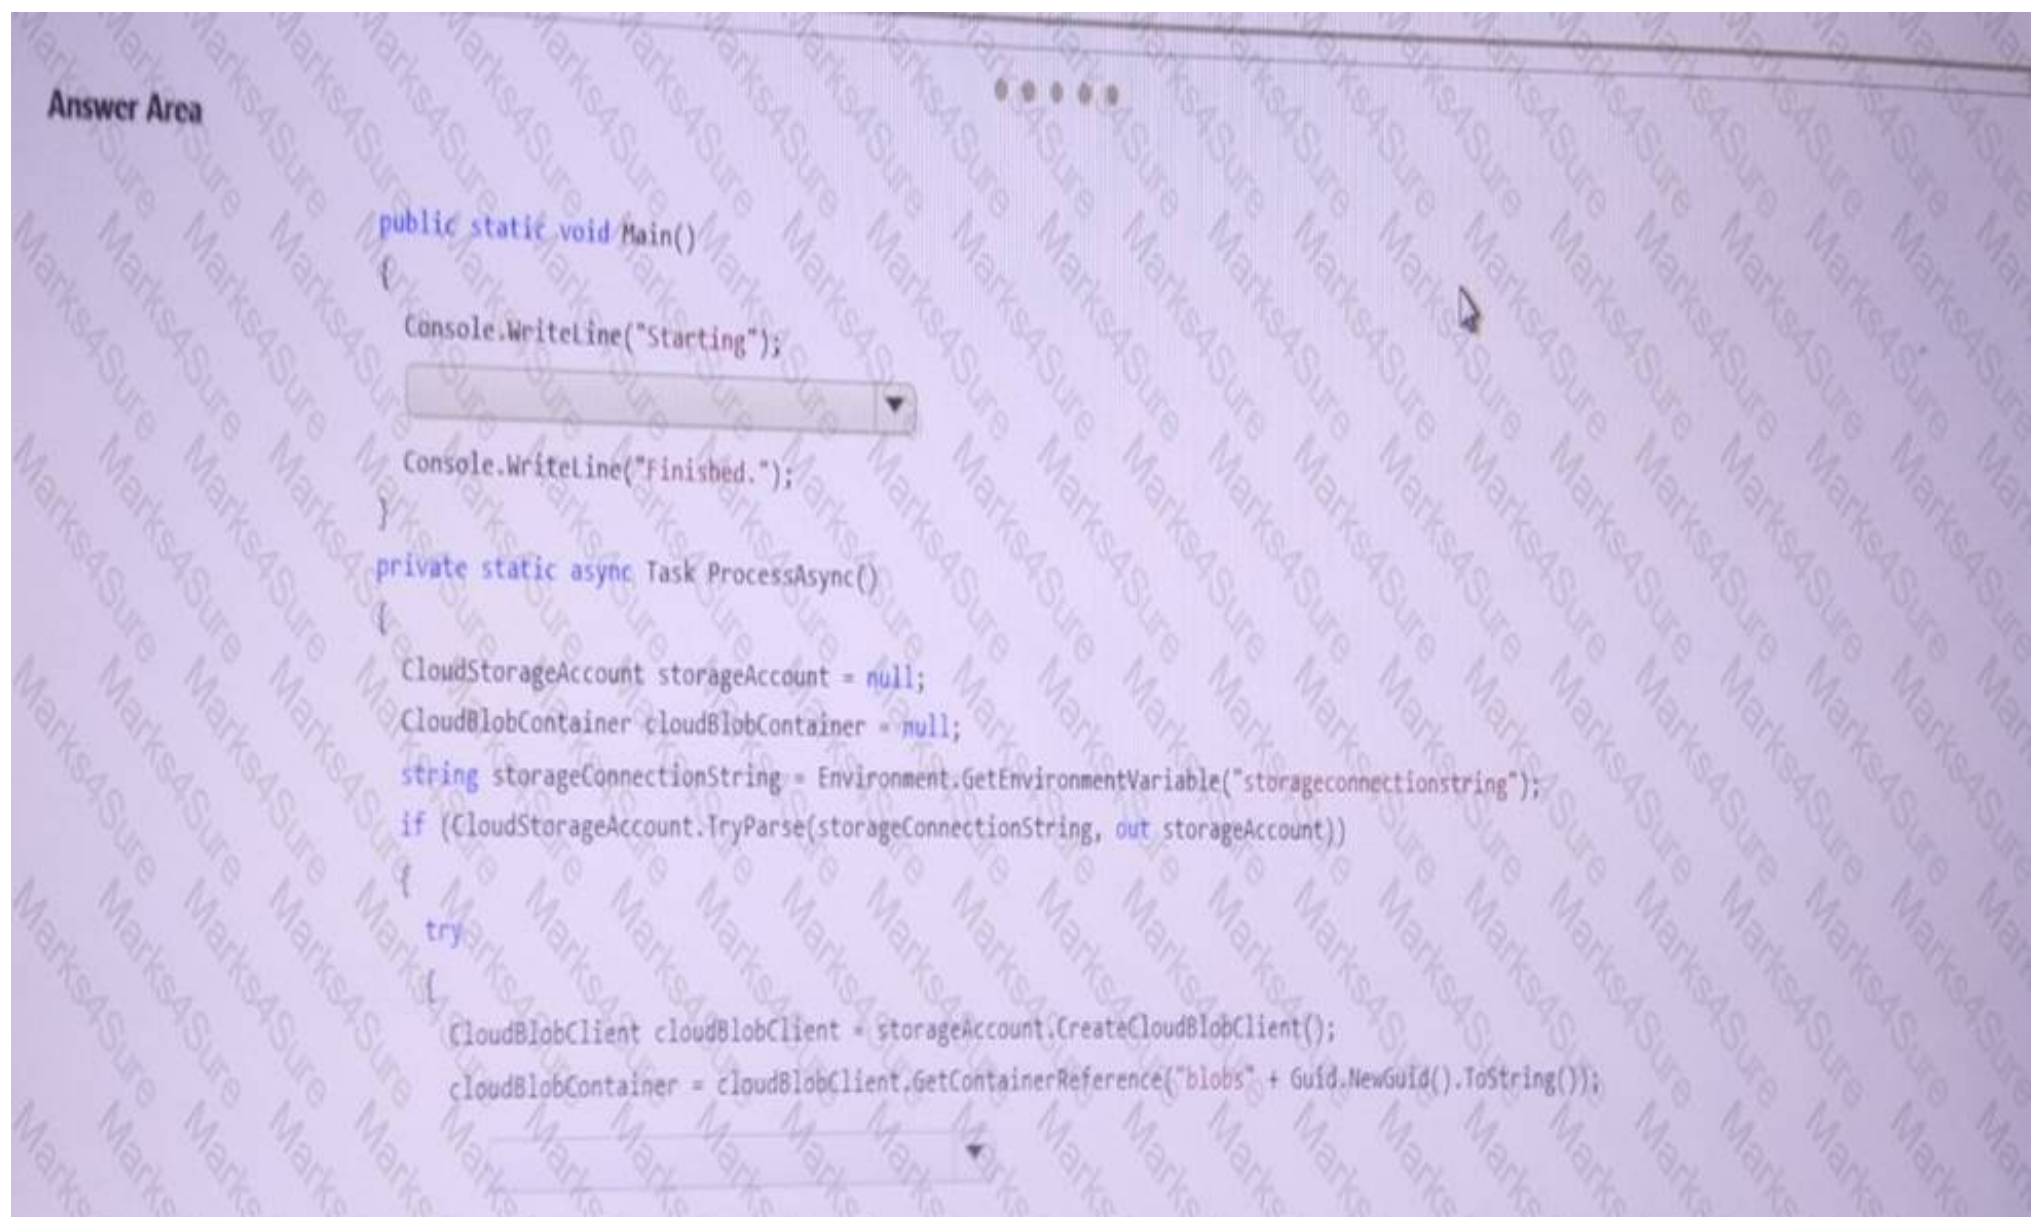 Answer Area
public static void Main()
{
Console.WriteLine("Starting");
Console.WriteLine("Finished.");
}
private static async Task ProcessAsync()
{
CloudStorageAccount storageAccount = null;
CloudBlobContainer cloudBlobContainer = null;
string storageConnectionString = Environment.GetEnvironmentVariable("storageconnectionstring");
if (CloudStorageAccount.TryParse(storageConnectionString, out storageAccount))
{
try
{
CloudBlobClient cloudBlobClient = storageAccount.CreateCloudBlobClient();
cloudBlobContainer = cloudBlobClient.GetContainerReference("blobs" + Guid.NewGuid().ToString());
Marks4Sure